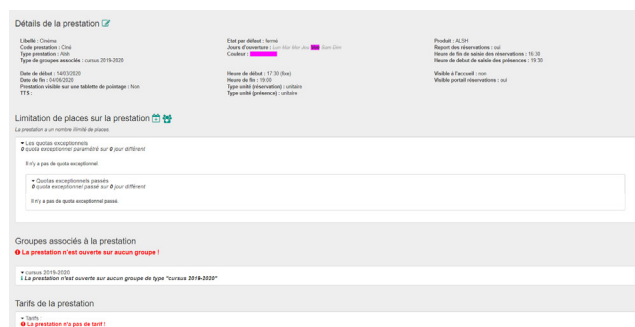 Détails de la prestation
Libellé : Cinéma
Code prestation : Ciné
Type prestation : Alsh
Type de groupes associés : cursus 2019-2020
Etat par défaut : fermé
Jours d'ouverture : Lun Mar Mer Jeu Ven Sam Dim
Couleur :
Produit : ALSH
Report des réservations : oui
Heure de fin de saisie des réservations : 16:30
Heure de début de saisie des présences : 19:30
Date de début : 14/03/2020
Date de fin : 04/06/2020
Prestation visible sur une tablette de pointage : Non
TTS :
Heure de début : 17:30 (fixe)
Heure de fin : 19:00
Type unité (réservation) : unitaire
Type unité (présence) : unitaire
Visible à l'accueil : non
Visible portail réservations : oui
Limitation de places sur la prestation
La prestation a un nombre illimité de places.
Les quotas exceptionnels
0 quota exceptionnel paramétré sur 0 jour différent
Il n'y a pas de quota exceptionnel.
Quotas exceptionnels passés
0 quota exceptionnel passé sur 0 jour différent
Il n'y a pas de quota exceptionnel passé.
Groupes associés à la prestation
La prestation n'est ouverte sur aucun groupe !
cursus 2019-2020
La prestation n'est ouverte sur aucun groupe de type "cursus 2019-2020"
Tarifs de la prestation
Tarifs :
La prestation n'a pas de tarif !